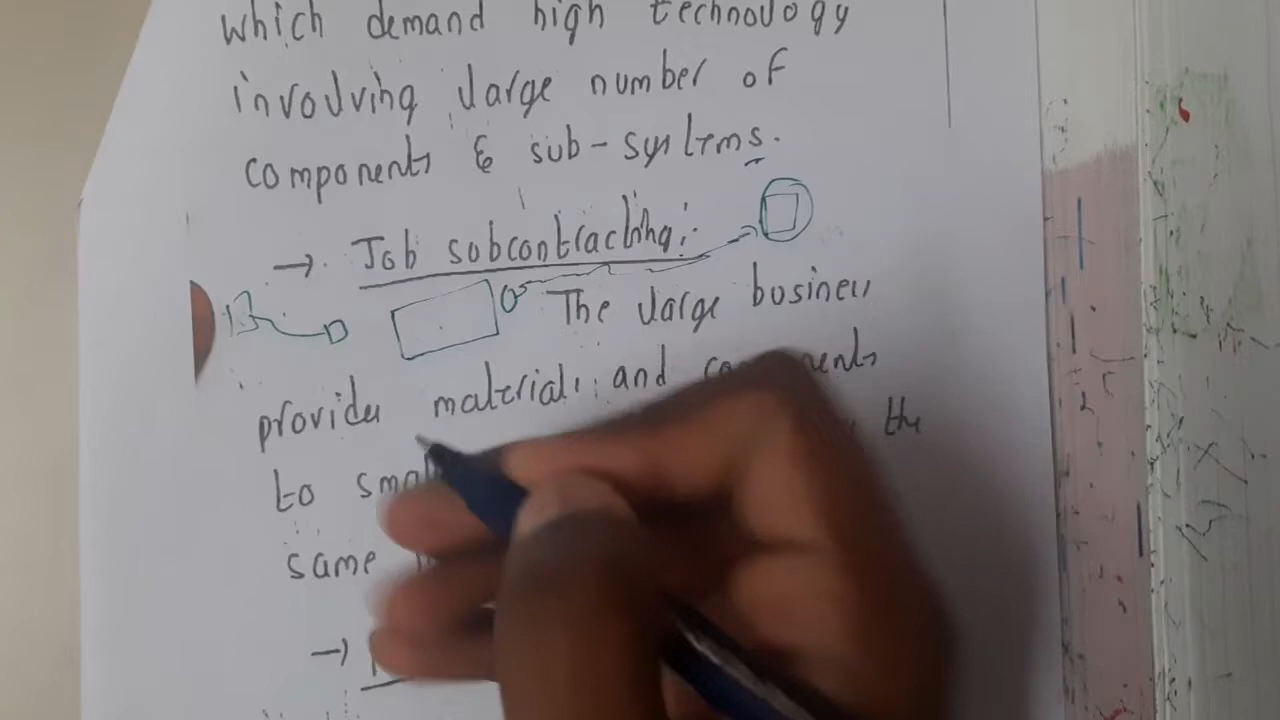 which demand high technology
involving large number of
components & sub-systems.
→ Job subcontracting:
The large business
provides materials and
to
the
same
→